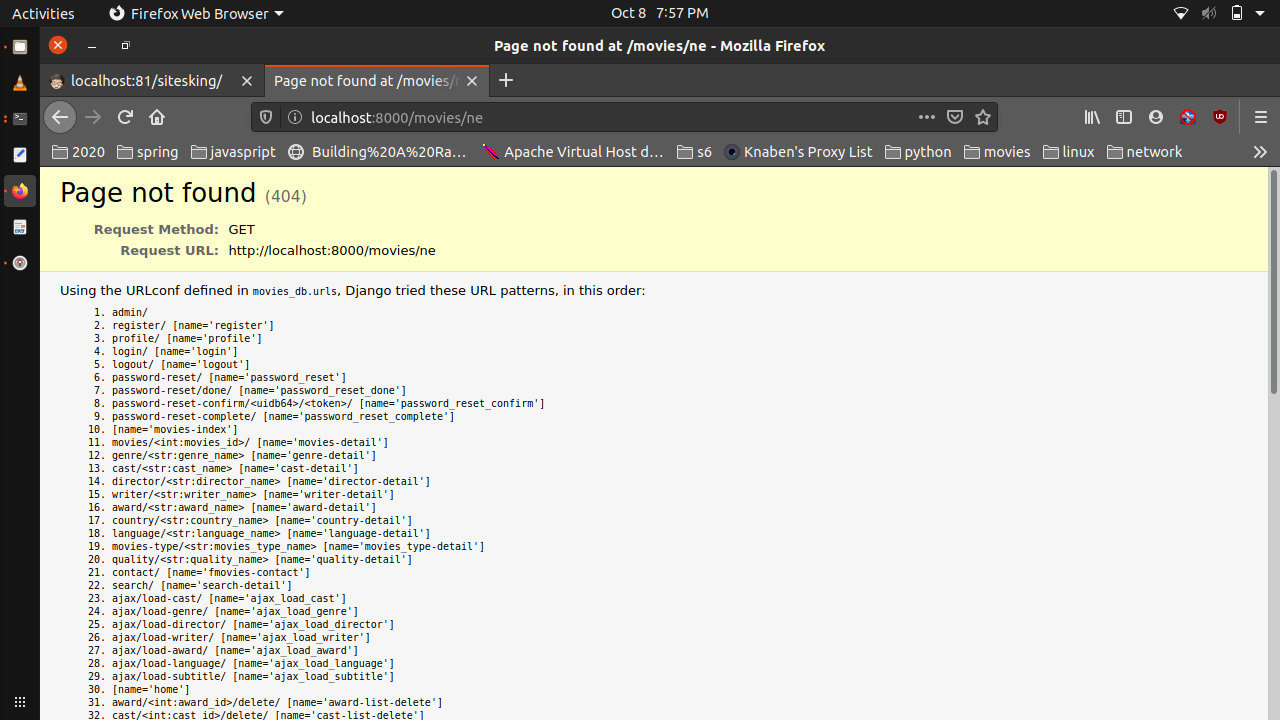 Activities Firefox Web Browser Oct 8 7:57 PM
Page not found at /movies/ne - Mozilla Firefox
localhost:81/sitesking/ Page not found at /movies/n
localhost:8000/movies/ne
2020 spring javascript Building%20A%20Ra… Apache Virtual Host d… s6 Knaben's Proxy List python movies linux network
Page not found (404)
Request Method: GET
Request URL: http://localhost:8000/movies/ne
Using the URLconf defined in movies_db.urls, Django tried these URL patterns, in this order:
1. admin/
2. register/ [name='register']
3. profile/ [name='profile']
4. login/ [name='login']
5. logout/ [name='logout']
6. password-reset/ [name='password_reset']
7. password-reset/done/ [name='password_reset_done']
8. password-reset-confirm/<uidb64>/<token>/ [name='password_reset_confirm']
9. password-reset-complete/ [name='password_reset_complete']
10. [name='movies-index']
11. movies/<int:movies_id>/ [name='movies-detail']
12. genre/<str:genre_name> [name='genre-detail']
13. cast/<str:cast_name> [name='cast-detail']
14. director/<str:director_name> [name='director-detail']
15. writer/<str:writer_name> [name='writer-detail']
16. award/<str:award_name> [name='award-detail']
17. country/<str:country_name> [name='country-detail']
18. language/<str:language_name> [name='language-detail']
19. movies-type/<str:movies_type_name> [name='movies_type-detail']
20. quality/<str:quality_name> [name='quality-detail']
21. contact/ [name='fmovies-contact']
22. search/ [name='search-detail']
23. ajax/load-cast/ [name='ajax_load_cast']
24. ajax/load-genre/ [name='ajax_load_genre']
25. ajax/load-director/ [name='ajax_load_director']
26. ajax/load-writer/ [name='ajax_load_writer']
27. ajax/load-award/ [name='ajax_load_award']
28. ajax/load-language/ [name='ajax_load_language']
29. ajax/load-subtitle/ [name='ajax_load_subtitle']
30. [name='home']
31. award/<int:award_id>/delete/ [name='award-list-delete']
32. cast/<int:cast_id>/delete/ [name='cast-list-delete']